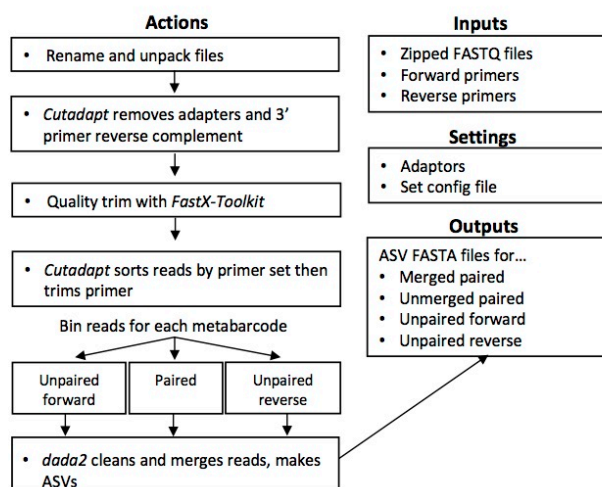 Actions
• Rename and unpack files
• Cutadapt removes adapters and 3’
primer reverse complement
• Quality trim with FastX-Toolkit
• Cutadapt sorts reads by primer set then
trims primer
Bin reads for each metabarcode
Unpaired
forward
Paired
Unpaired
reverse
• dada2 cleans and merges reads, makes
ASVs
Inputs
• Zipped FASTQ files
• Forward primers
• Reverse primers
Settings
• Adaptors
• Set config file
Outputs
ASV FASTA files for...
• Merged paired
• Unmerged paired
• Unpaired forward
• Unpaired reverse